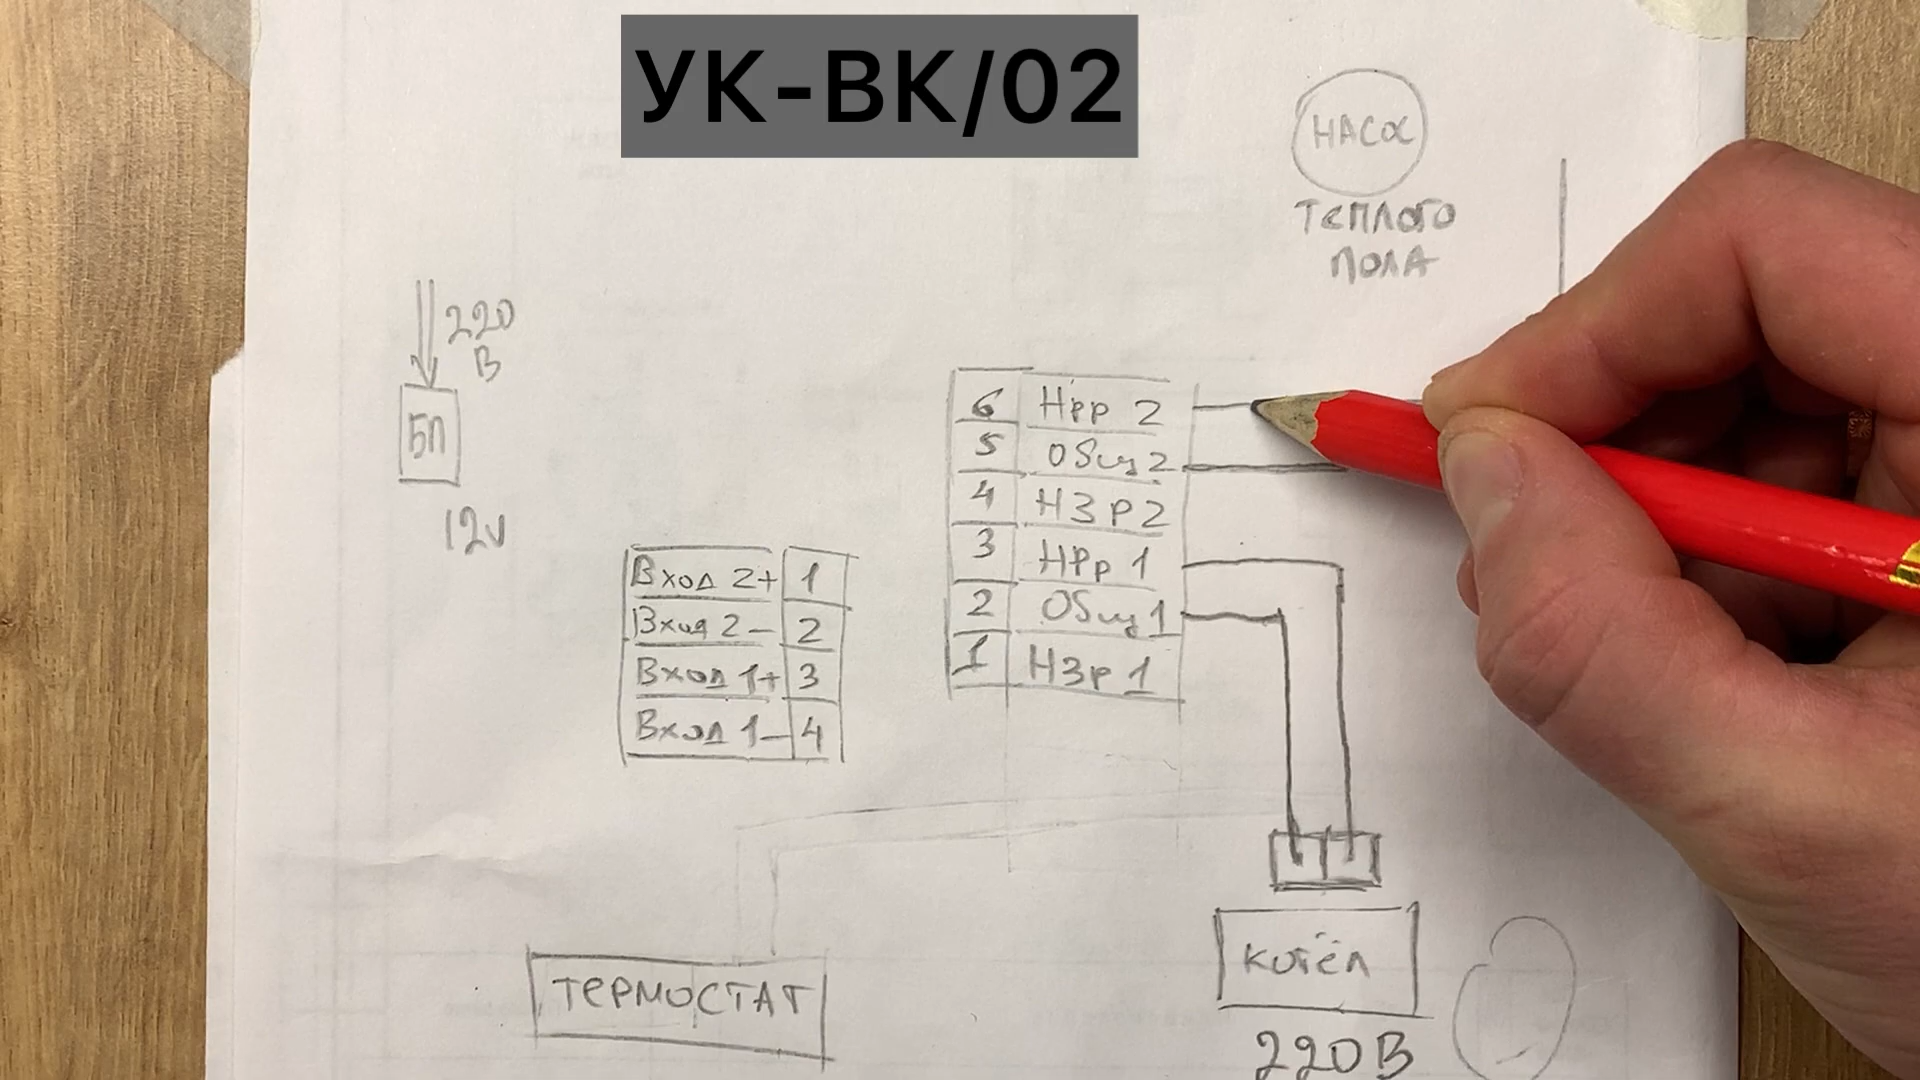 УК-ВК/02
НАСОС
ТЕПЛОГО
ПОЛА
220
В
БП
12v
6 Нрр 2
5 Общ 2
4 НЗР2
3 НРр 1
2 Общ 1
1 НЗр 1
Вход 2+ 1
Вход 2- 2
Вход 1+ 3
Вход 1- 4
ТЕРМОСТАТ
Котёл
220В